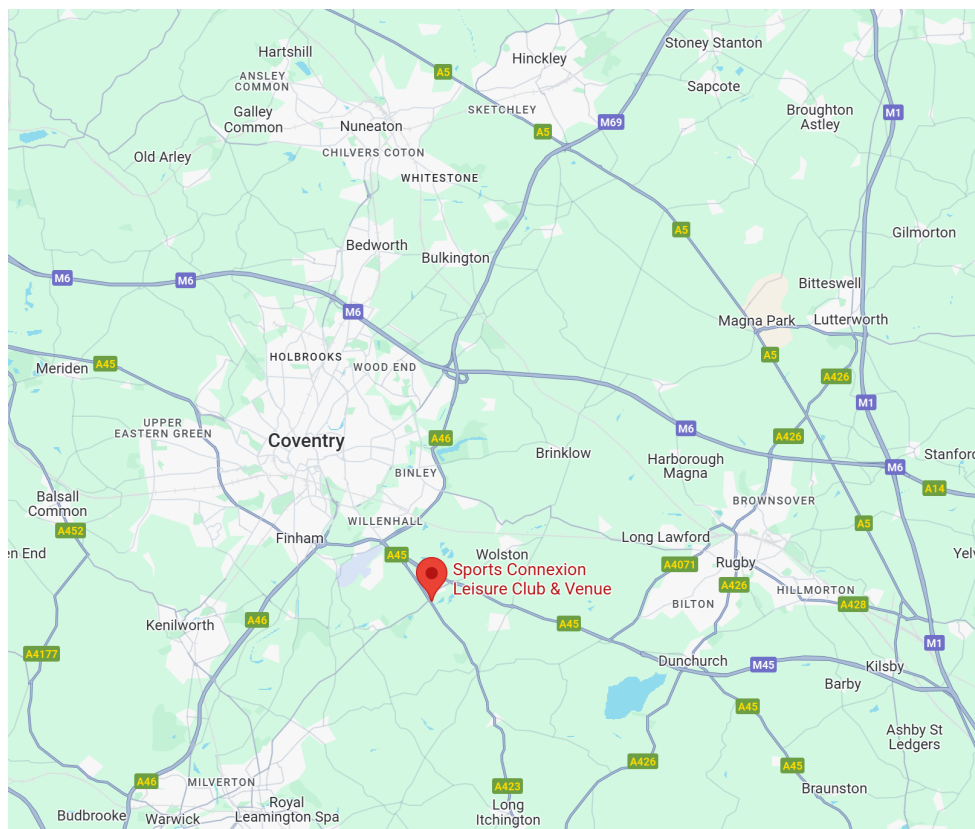 Hartshill
Stoney Stanton
Hinckley
A5
ANSLEY
COMMON
Sapcote
SKETCHLEY
Galley
Common
Broughton
Astley
M1
M69
Nuneaton
A5
CHILVERS COTON
Old Arley
WHITESTONE
A5
Gilmorton
Bedworth
Bulkington
M6
M6
Bitteswell
M6
Magna Park
Lutterworth
HOLBROOKS
A5
A45
Meriden
WOOD END
A426
M1
UPPER
EASTERN GREEN
M6
Coventry
A46
A426
Brinklow
Stanford
Harborough
Magna
M6
BINLEY
A14
Balsall
Common
BROWNSOVER
WILLENHALL
A5
A452
Finham
Long Lawford
en End
A45
Wolston
Yelv
Sports Connexion
Leisure Club & Venue
A4071
Rugby
A426
HILLMORTON
BILTON
A428
A46
Kenilworth
A45
M1
A4177
Dunchurch
M45
Kilsby
Barby
A45
Ashby St
Ledgers
A426
A45
A46
MILVERTON
A423
Braunston
Royal
Leamington Spa
Long
Itchington
Budbrooke
Warwick